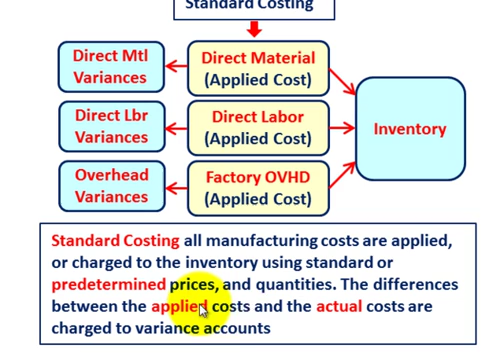 Standard Costing
Direct Mtl
Variances
Direct Material
(Applied Cost)
Direct Lbr
Variances
Direct Labor
(Applied Cost)
Inventory
Overhead
Variances
Factory OVHD
(Applied Cost)
Standard Costing all manufacturing costs are applied,
or charged to the inventory using standard or
predetermined prices, and quantities. The differences
between the applied costs and the actual costs are
charged to variance accounts